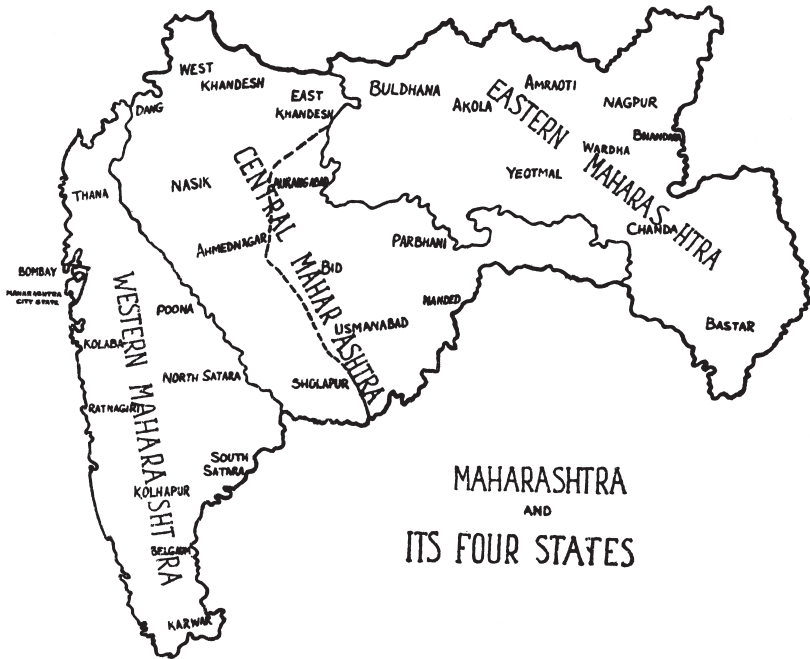 WEST
KHANDESH
EAST
KHANDESH
DANG
BULDHANA
AKOLA
AMRAOTI
NAGPUR
BHANDARA
WARDHA
YEOTMAL
EASTERN MAHARASHTRA
CHANDA
BASTAR
THANA
NASIK
AURANGABAD
CENTRAL MAHARASHTRA
AHMEDNAGAR
PARBHANI
BID
NANDED
USMANABAD
SHOLAPUR
BOMBAY
MAHARASHTRA
CITY STATE
POONA
KOLABA
WESTERN MAHARASHTRA
NORTH SATARA
RATNAGIRI
SOUTH
SATARA
KOLHAPUR
BELGAUM
KARWAR
MAHARASHTRA
AND
ITS FOUR STATES